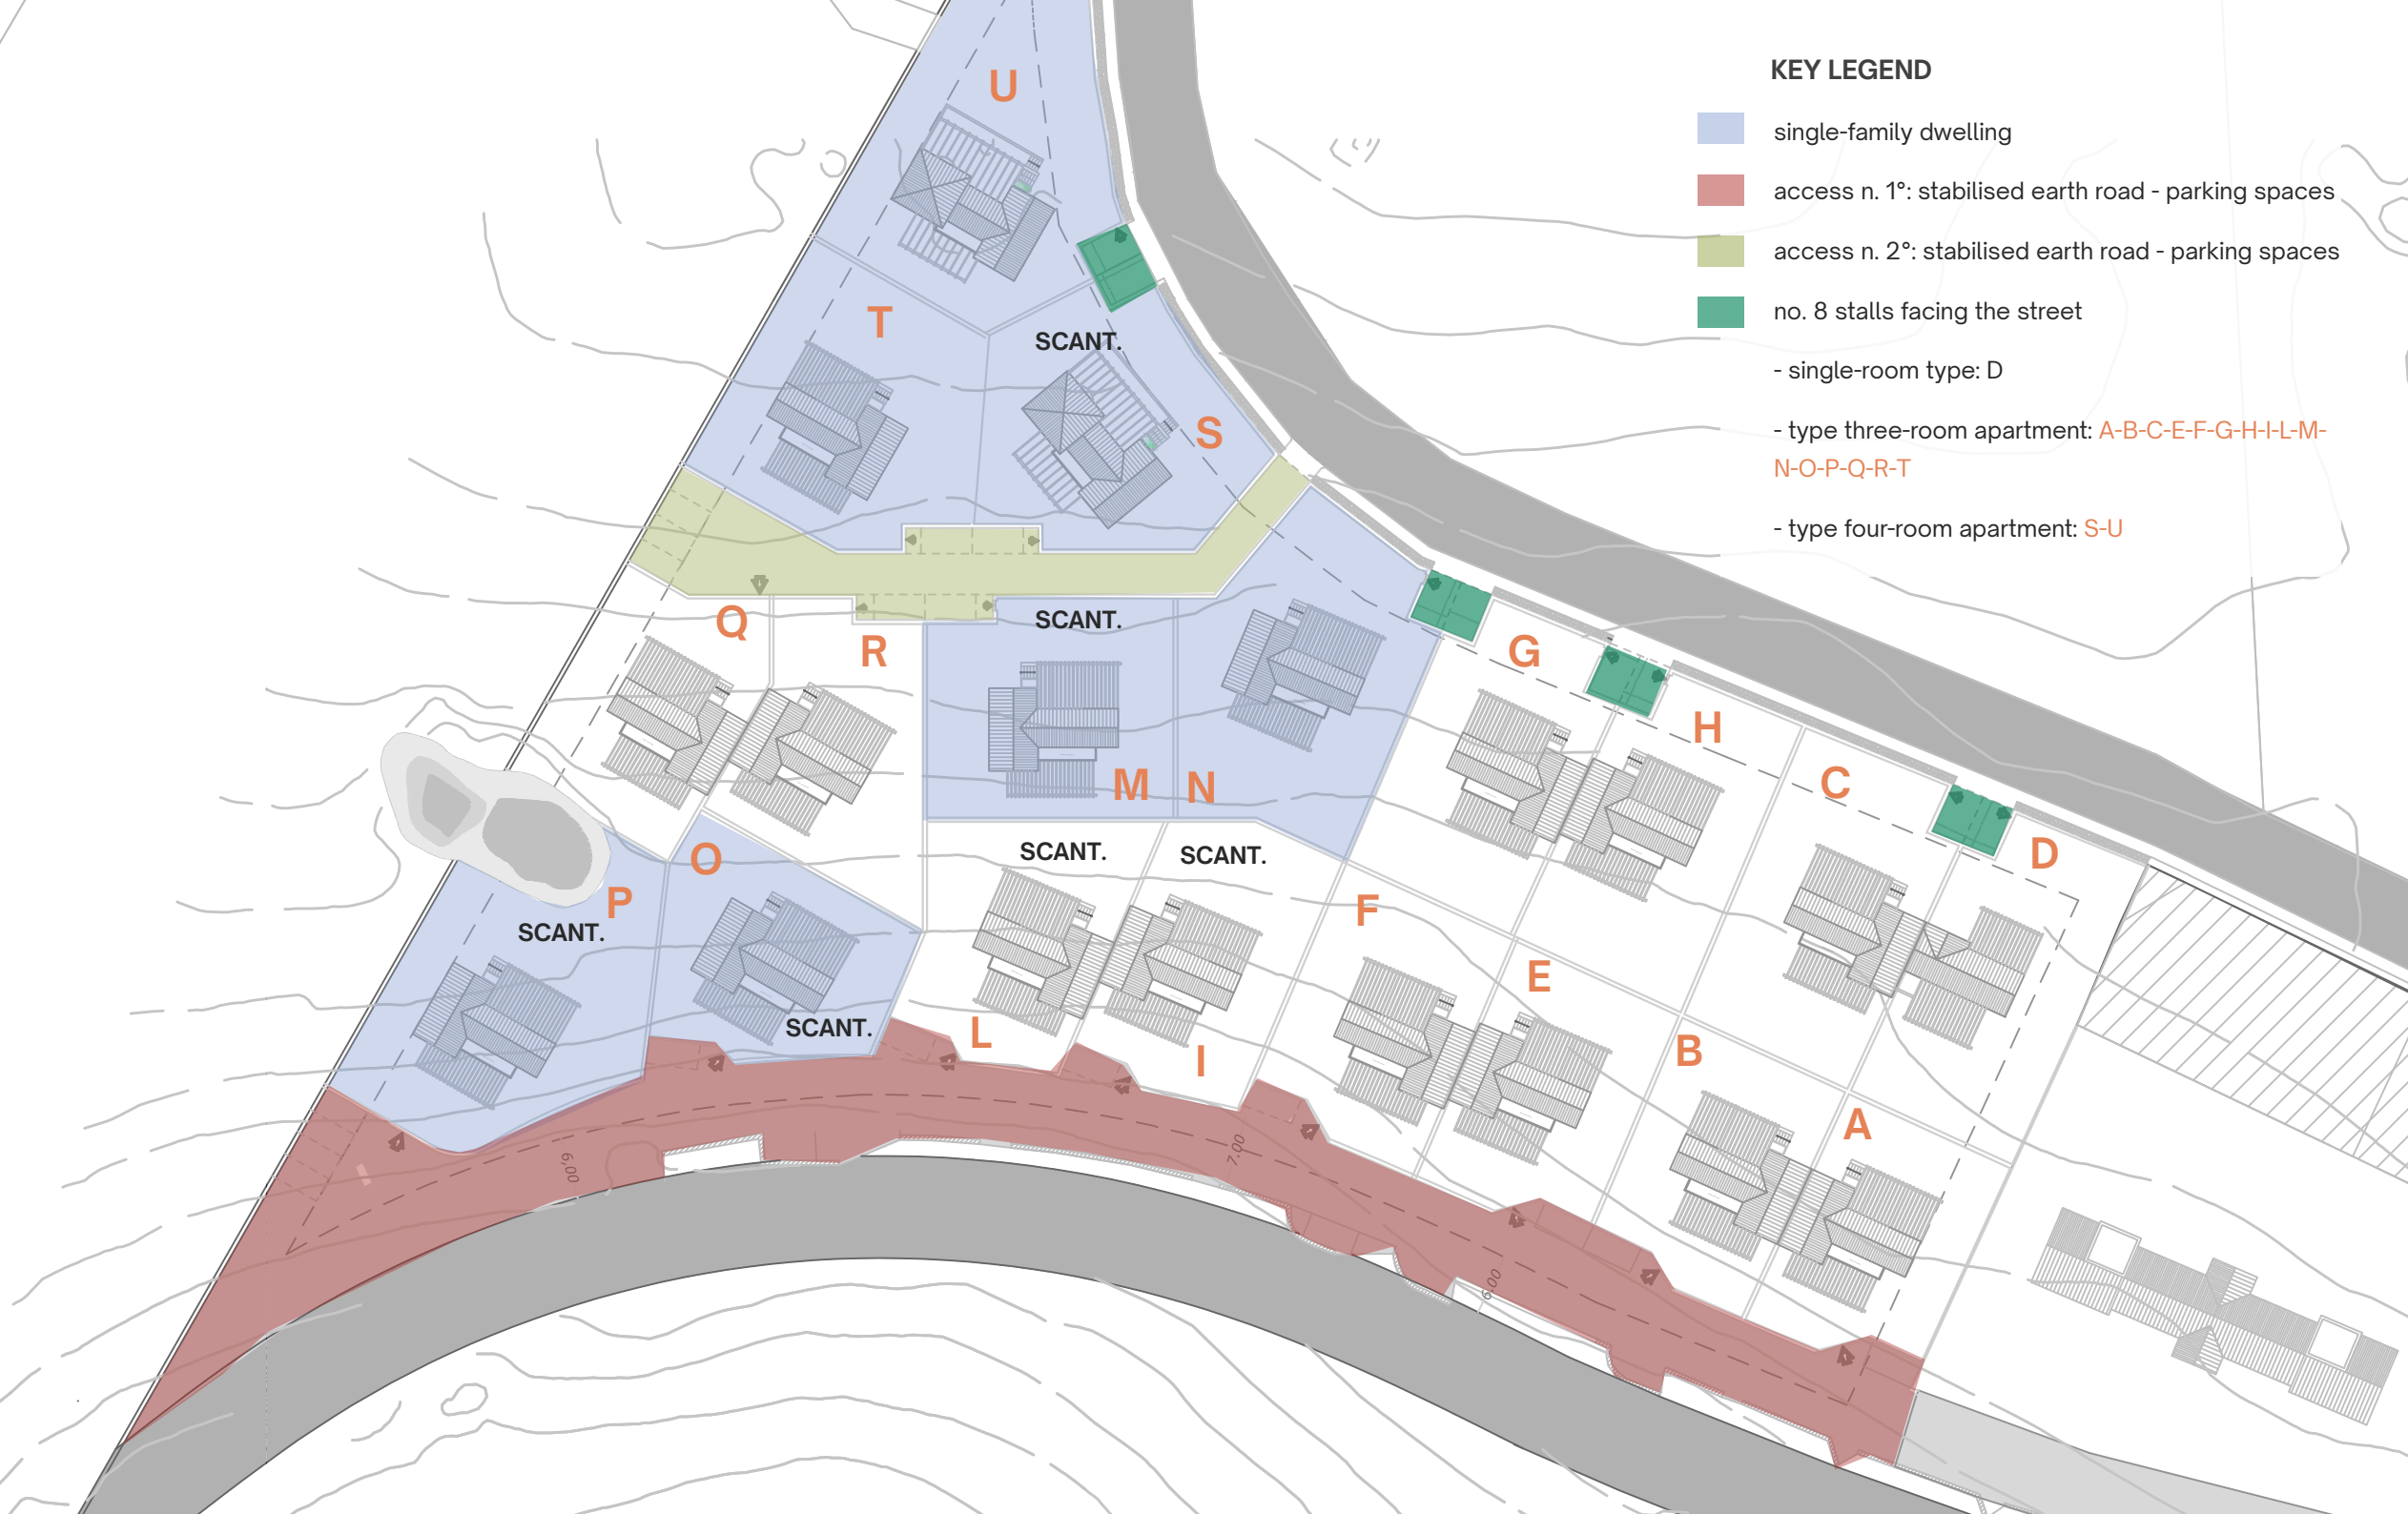 KEY LEGEND
single-family dwelling
access n. 1°: stabilised earth road - parking spaces
access n. 2°: stabilised earth road - parking spaces
no. 8 stalls facing the street
- single-room type: D
- type three-room apartment: A-B-C-E-F-G-H-I-L-M-
N-O-P-Q-R-T
- type four-room apartment: S-U
U
T
SCANT.
S
Q
SCANT.
R
G
H
M
N
C
D
O
SCANT.
SCANT.
P
SCANT.
F
E
SCANT.
L
I
B
A
6,00
7.00
6.00